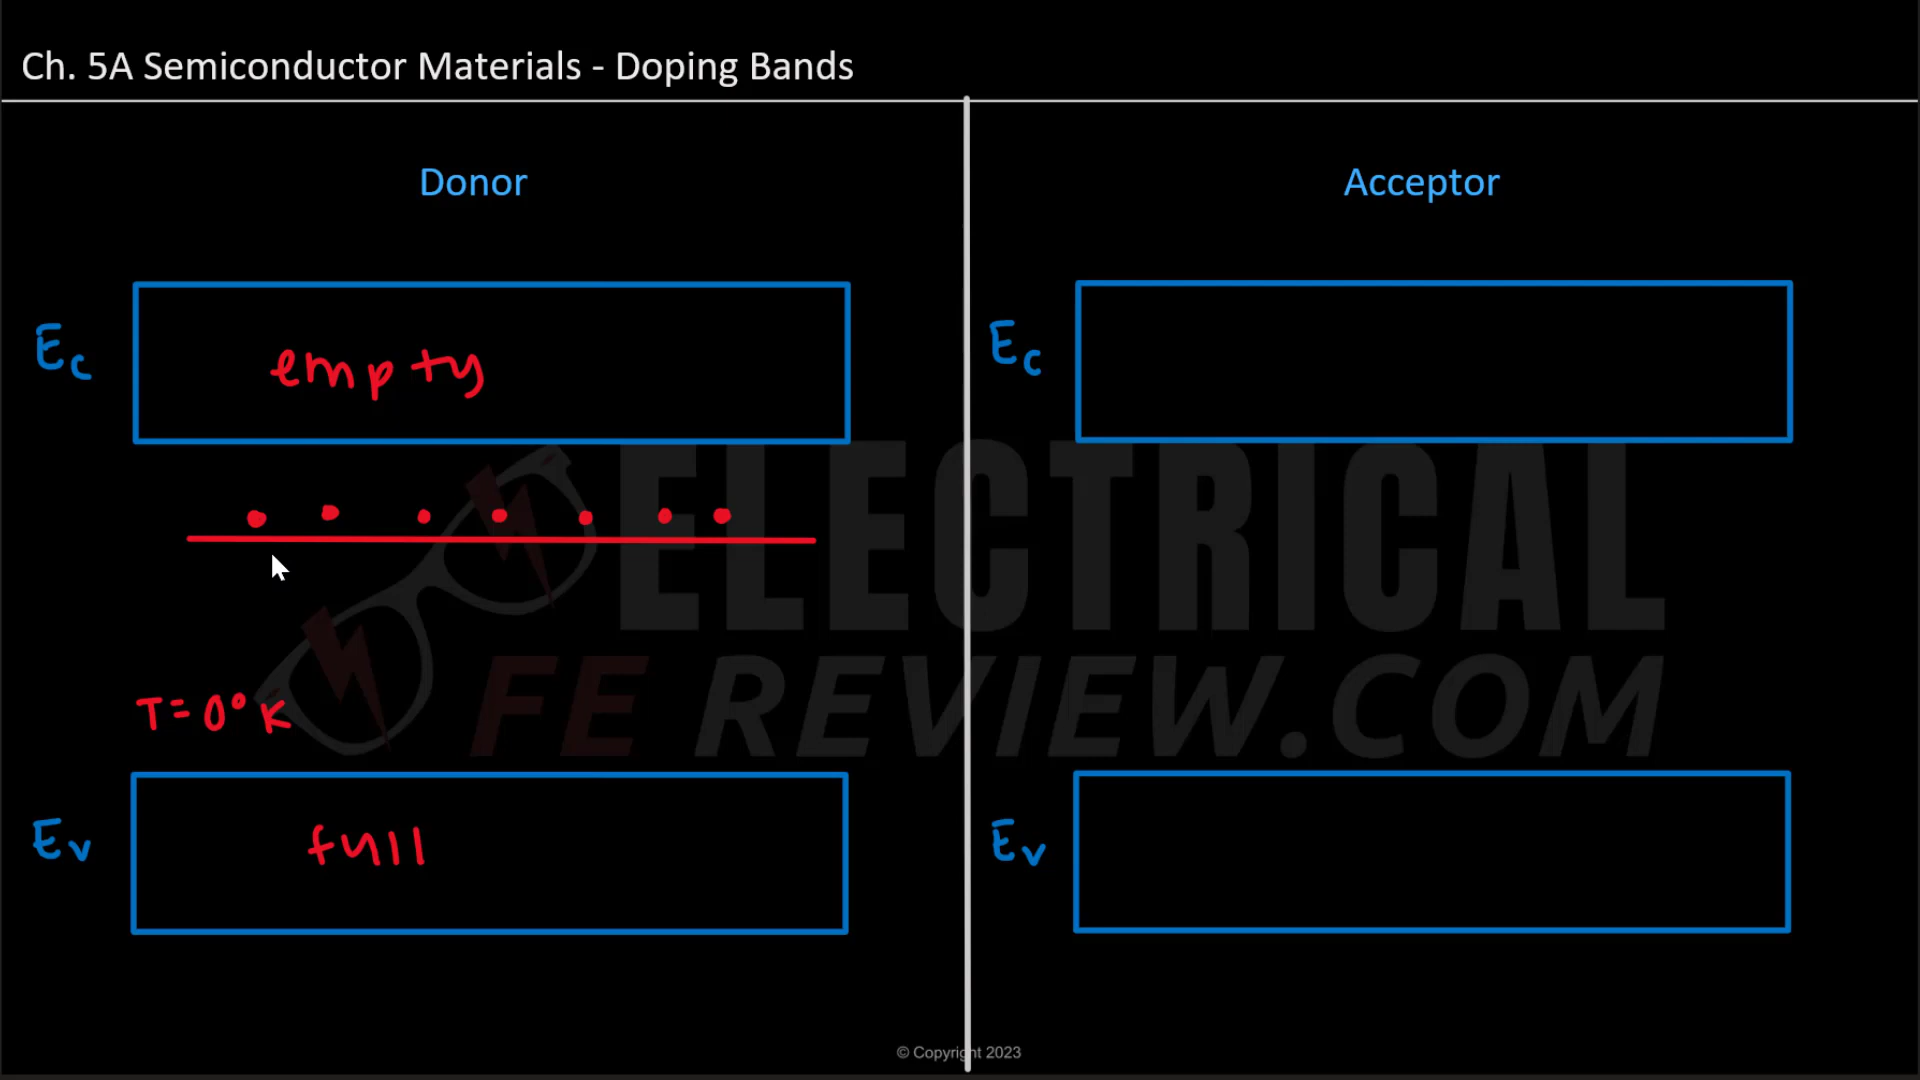 Ch. 5A Semiconductor Materials - Doping Bands
Donor
Ec
empty
T=0°K
Ev
full
Acceptor
Ec
Ev
ELECTRICAL
FE REVIEW.COM
© Copyright 2023